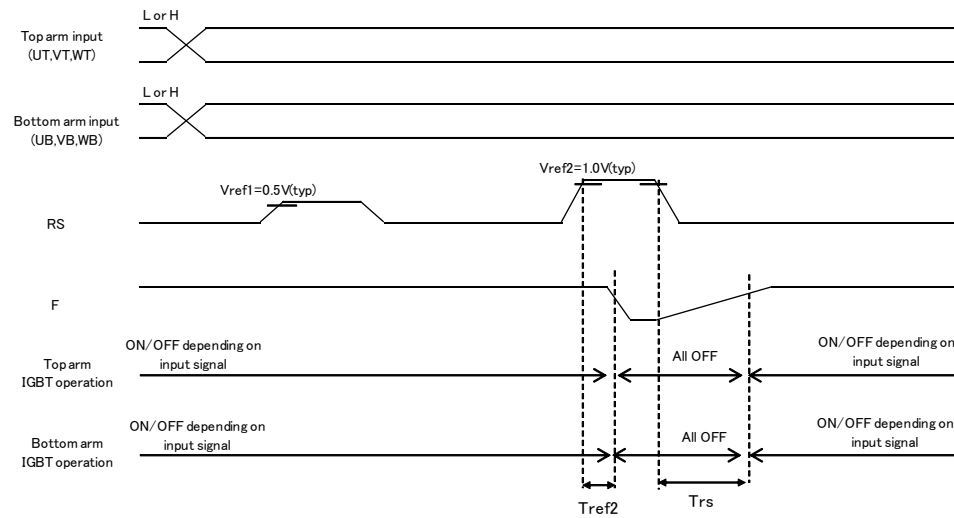 L or H
Top arm input
(UT,VT,WT)
L or H
Bottom arm input
(UB,VB,WB)
Vref2=1.0V(typ)
Vref1=0.5V(typ)
RS
F
ON/OFF depending on
input signal
All OFF
ON/OFF depending on
input signal
Top arm
IGBT operation
ON/OFF depending on
input signal
All OFF
ON/OFF depending on
input signal
Bottom arm
IGBT operation
Tref2
Trs